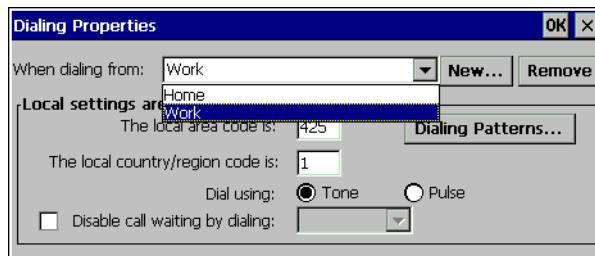 Dialing Properties OK ×
When dialing from: Work New... Remove
Home
Work
Local settings are
The local area code is: 425 Dialing Patterns...
The local country/region code is: 1
Dial using: Tone Pulse
Disable call waiting by dialing: